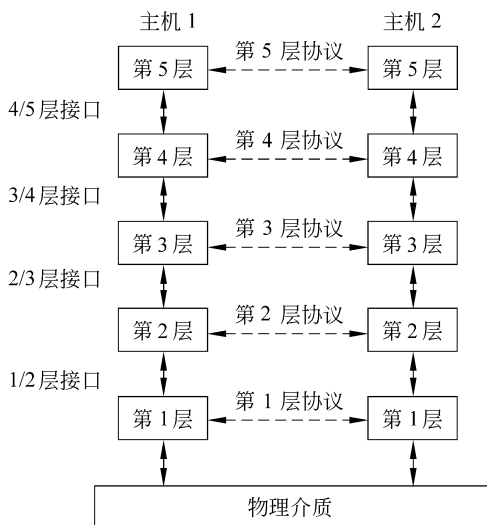 主机 1 主机 2
第 5 层 第 5 层协议 第 5 层
4/5层接口
第 4 层 第 4 层协议 第 4 层
3/4层接口
第 3 层 第 3 层协议 第 3 层
2/3层接口
第 2 层 第 2 层协议 第 2 层
1/2层接口
第 1 层 第 1 层协议 第 1 层
物理介质